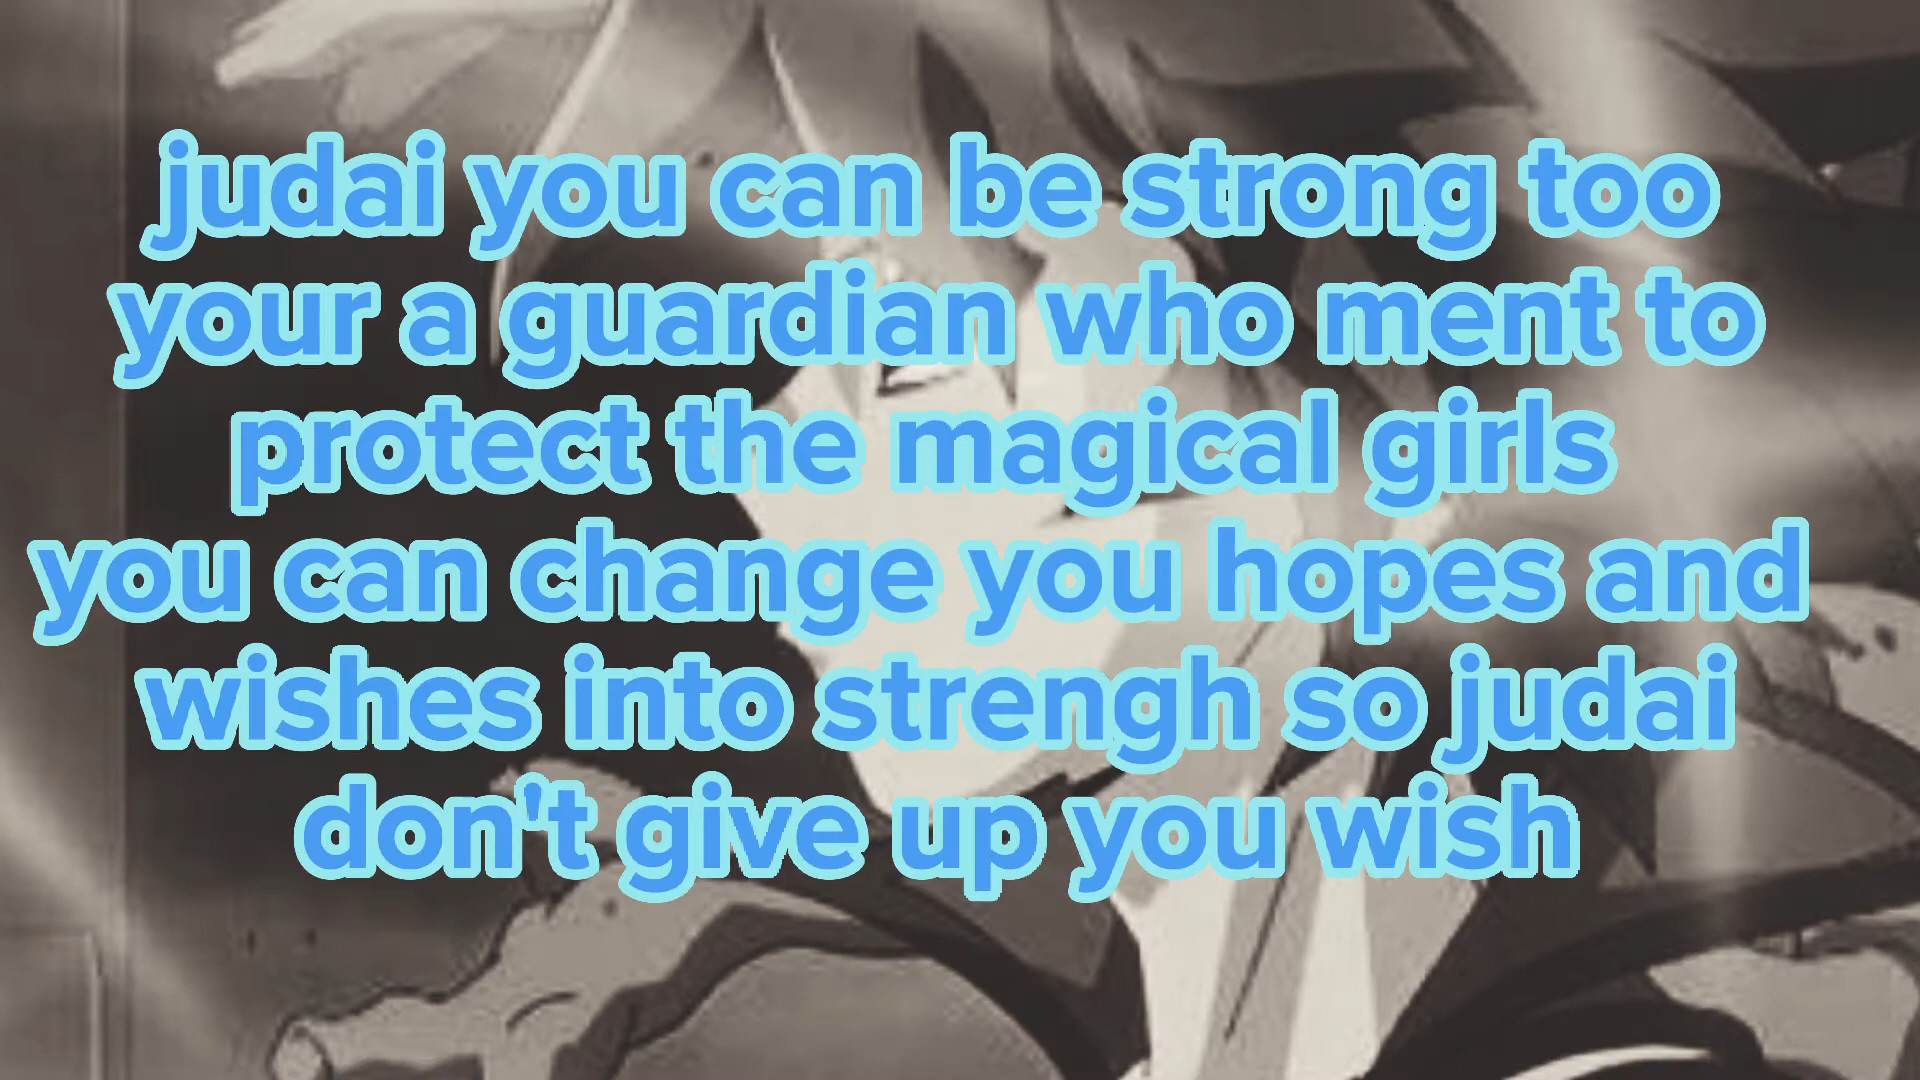 judai you can be strong too
your a guardian who ment to
protect the magical girls
you can change you hopes and
wishes into strengh so judai
don't give up you wish